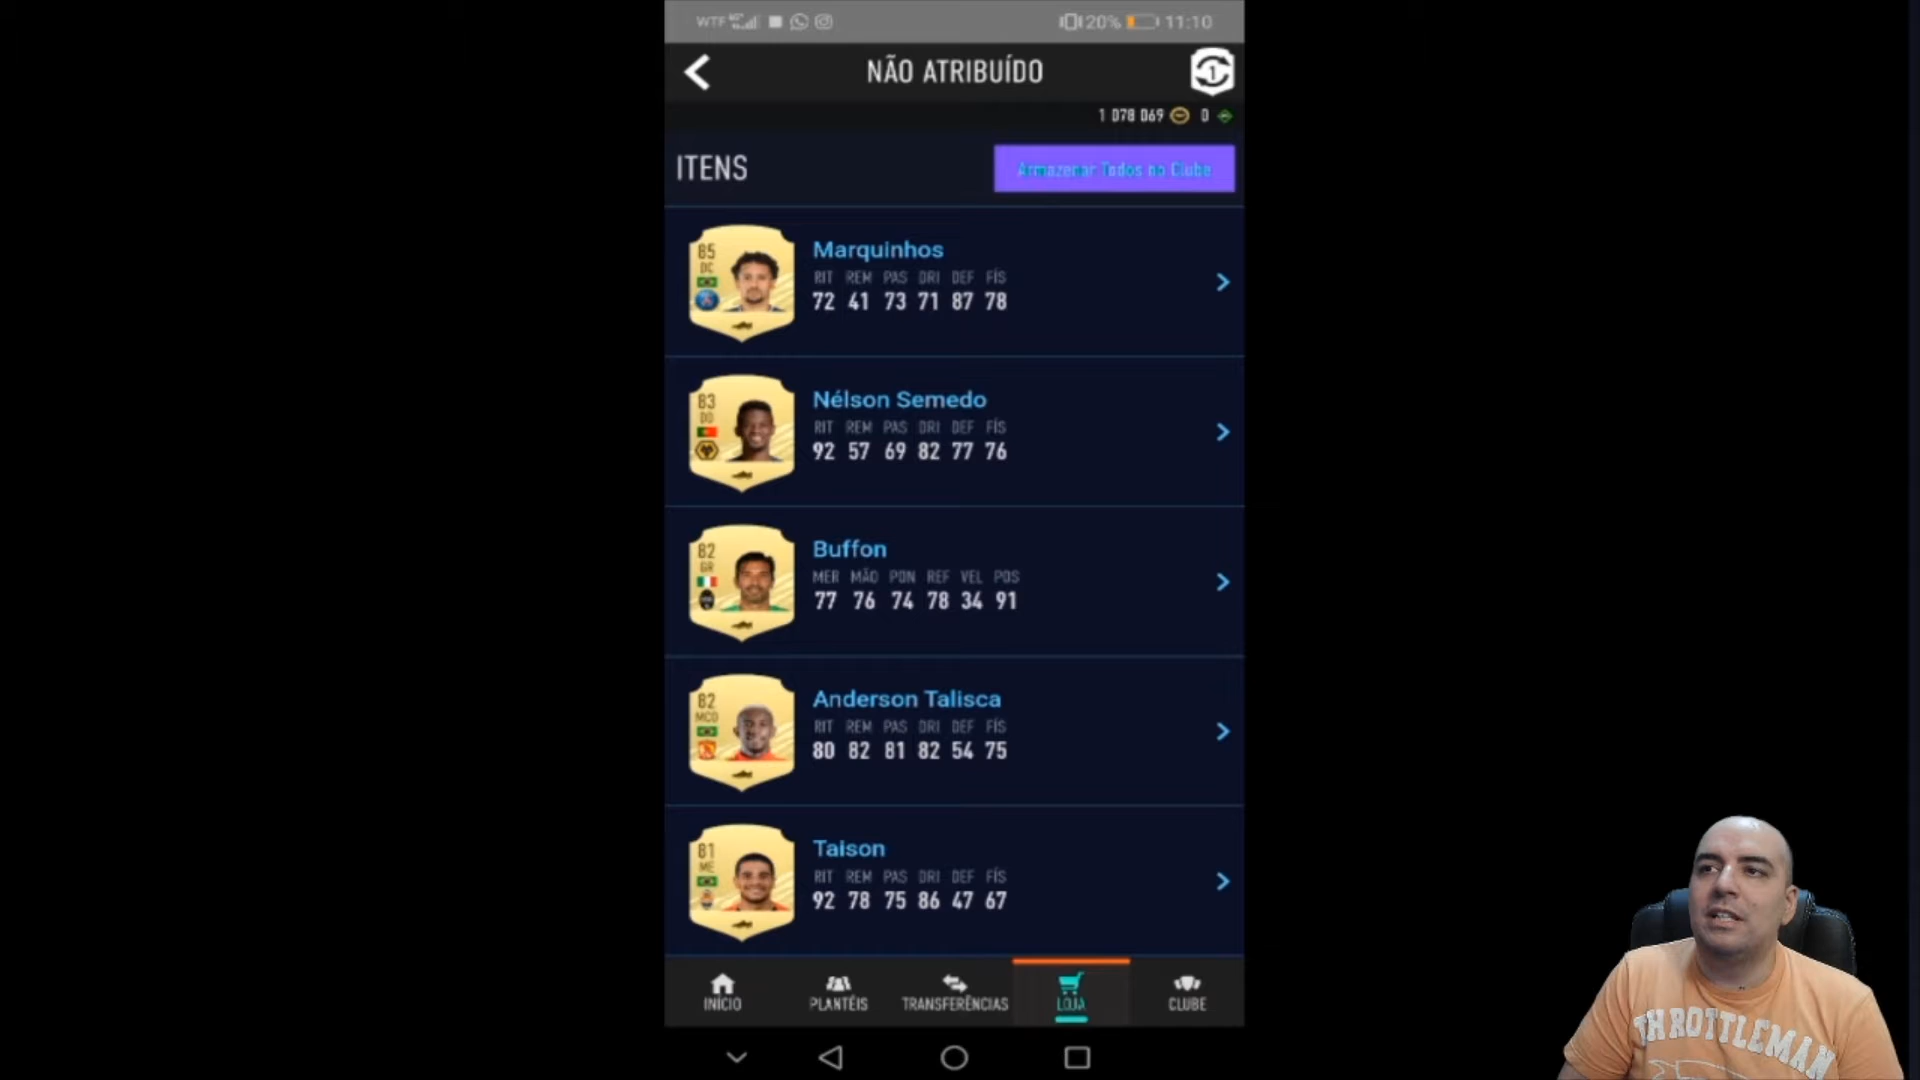 WTF 20% 11:10
NÃO ATRIBUÍDO
1
1 078 069 0
ITENS
Armazenar Todos no Clube
85
DC
Marquinhos
RIT REM PAS DRI DEF FÍS
72 41 73 71 87 78
83
DD
Nélson Semedo
RIT REM PAS DRI DEF FÍS
92 57 69 82 77 76
82
GR
Buffon
MER MÃO PON REF VEL POS
77 76 74 78 34 91
82
MCO
Anderson Talisca
RIT REM PAS DRI DEF FÍS
80 82 81 82 54 75
81
ME
Taison
RIT REM PAS DRI DEF FÍS
92 78 75 86 47 67
INÍCIO PLANTÉIS TRANSFERÊNCIAS LOJA CLUBE
THROTTLEMAN